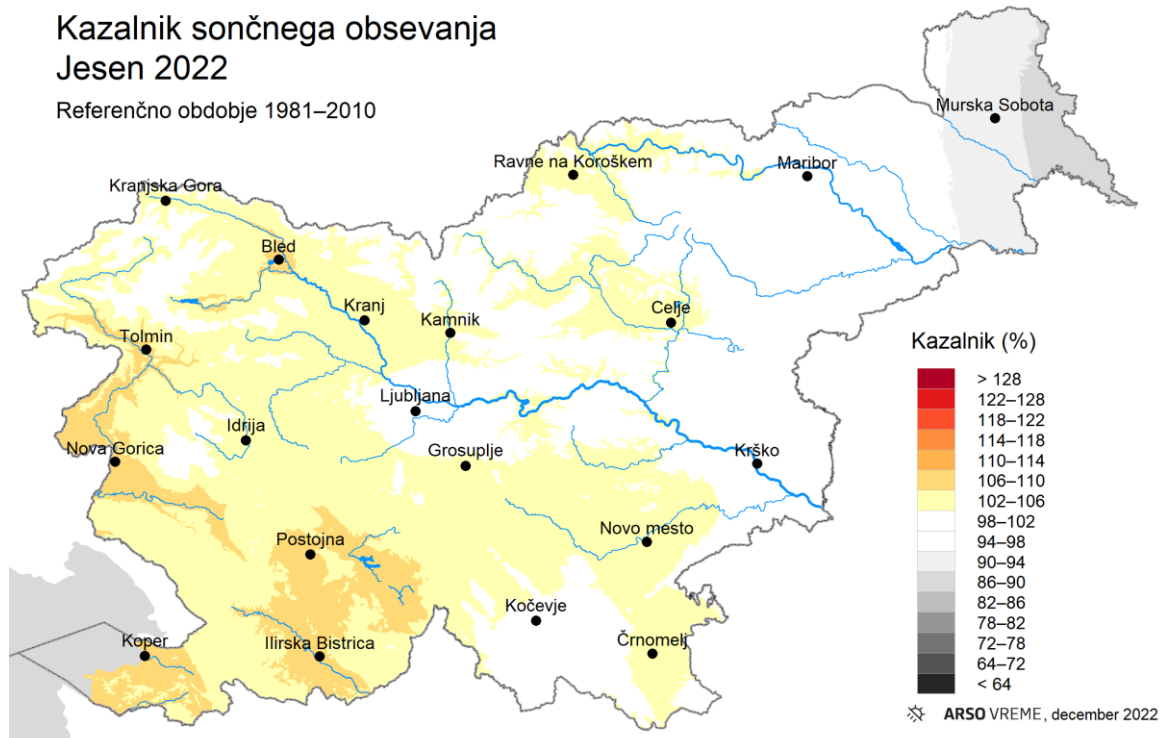 Kazalnik sončnega obsevanja
Jesen 2022
Referenčno obdobje 1981–2010
Murska Sobota
Ravne na Koroškem
Maribor
Kranjska Gora
Bled
Kranj
Kamnik
Celje
Tolmin
Ljubljana
Idrija
Nova Gorica
Grosuplje
Krško
Novo mesto
Postojna
Kočevje
Koper
Ilirska Bistrica
Črnomelj
Kazalnik (%)
> 128
122–128
118–122
114–118
110–114
106–110
102–106
98–102
94–98
90–94
86–90
82–86
78–82
72–78
64–72
< 64
ARSO VREME, december 2022